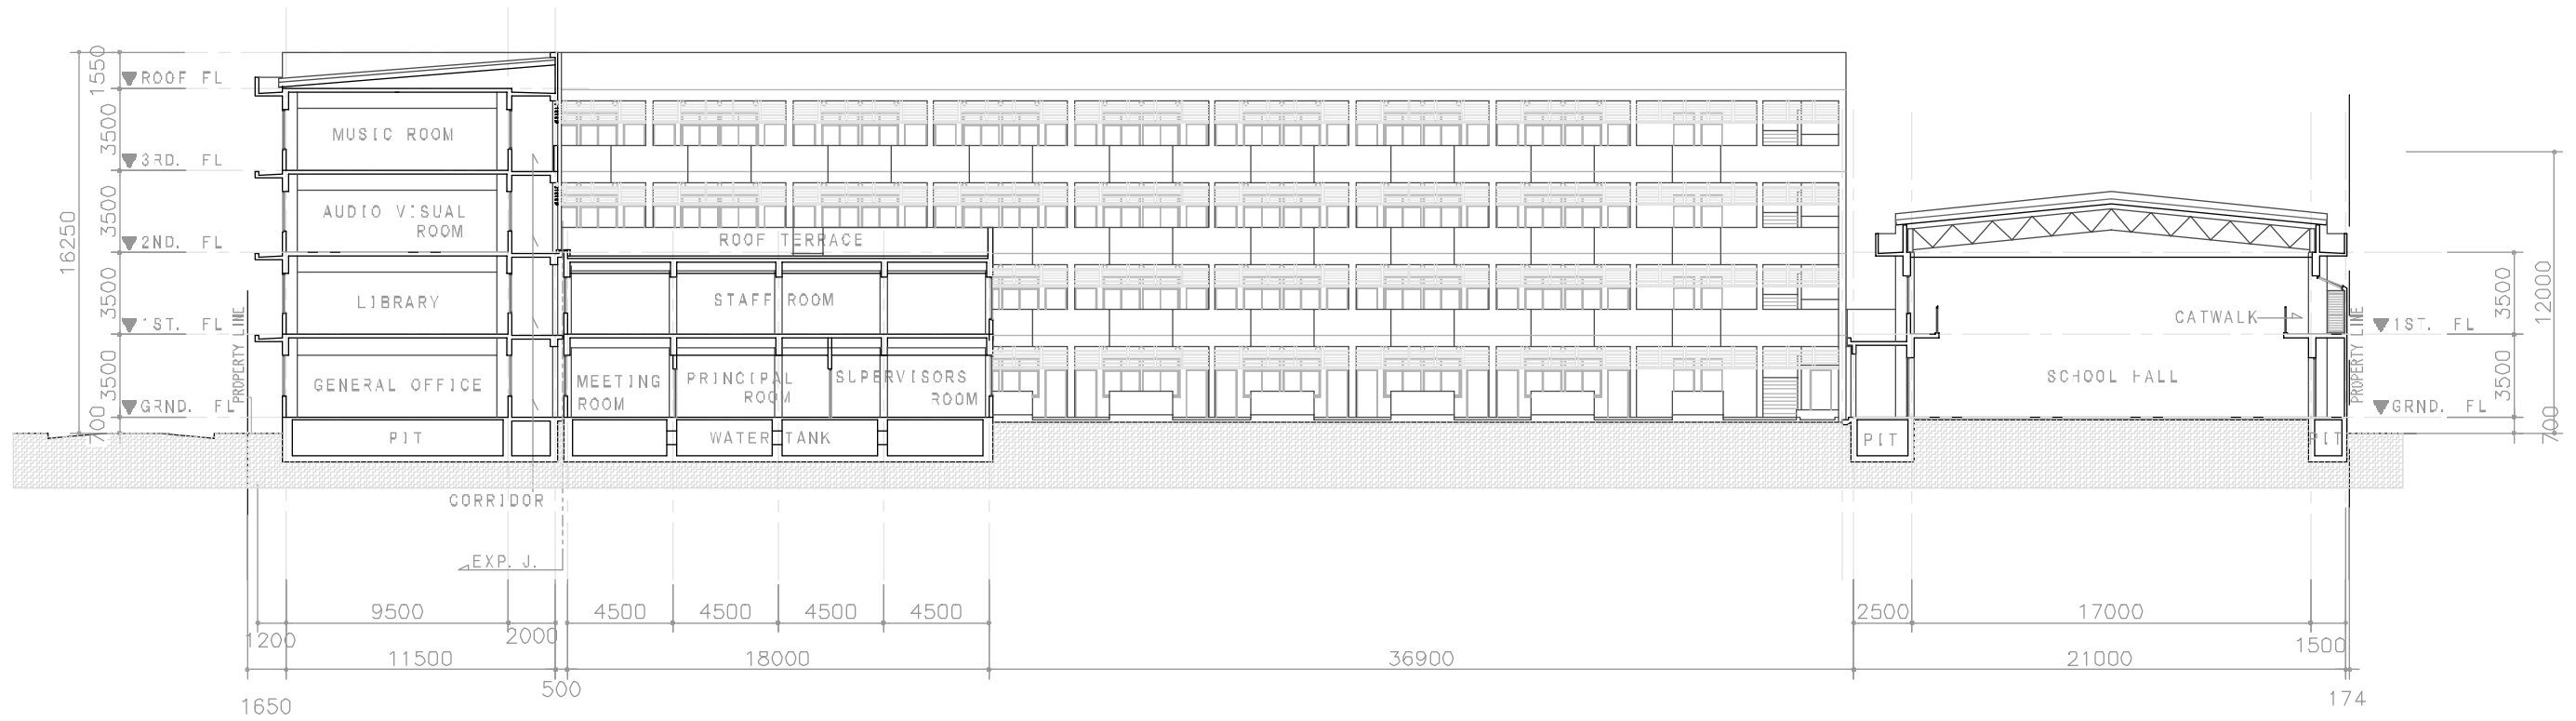 1550
ROOF FL
3500
MUSIC ROOM
3RD. FL
16250
3500
AUDIO VISUAL
ROOM
2ND. FL
ROOF TERRACE
3500
LIBRARY
STAFF ROOM
1ST. FL
PROPERTY LINE
3500
GENERAL OFFICE
MEETING
ROOM
PRINCIPAL
ROOM
SUPERVISORS
ROOM
GRND. FL
700
PIT
WATER TANK
CORRIDOR
EXP. J.
CATWALK
SCHOOL HALL
PIT
PIT
PROPERTY LINE
1ST. FL
GRND. FL
3500
3500
12000
700
1200
9500
2000
4500
4500
4500
4500
2500
17000
1500
1650
11500
500
18000
36900
21000
174